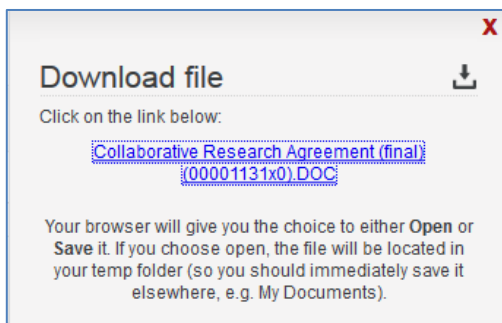 X
Download file
Click on the link below:
Collaborative Research Agreement (final)
(00001131x0).DOC
Your browser will give you the choice to either Open or
Save it. If you choose open, the file will be located in
your temp folder (so you should immediately save it
elsewhere, e.g. My Documents).